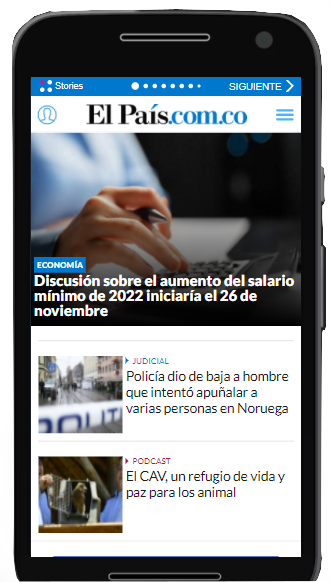 Stories
SIGUIENTE
El País.com.co
ECONOMÍA
Discusión sobre el aumento del salario
mínimo de 2022 iniciaría el 26 de
noviembre
JUDICIAL
Policía dio de baja a hombre
que intentó apuñalar a
varias personas en Noruega
POLITI
PODCAST
El CAV, un refugio de vida y
paz para los animal